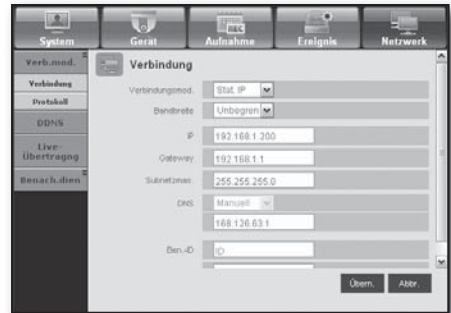 System Gerät Aufnahme Ereignis Netzwerk
REC
Verb.mod.
Verbindung
Protokoll
DDNS
Live-
Übertragng
Benach.dien
Verbindung
Verbindungsmod. Stat. IP
Bandbreite Unbegren
IP 192.168.1.200
Gateway 192.168.1.1
Subnetzmas. 255.255.255.0
DNS Manuell
168.126.63.1
Ben.-ID ID
Übern. Abbr.